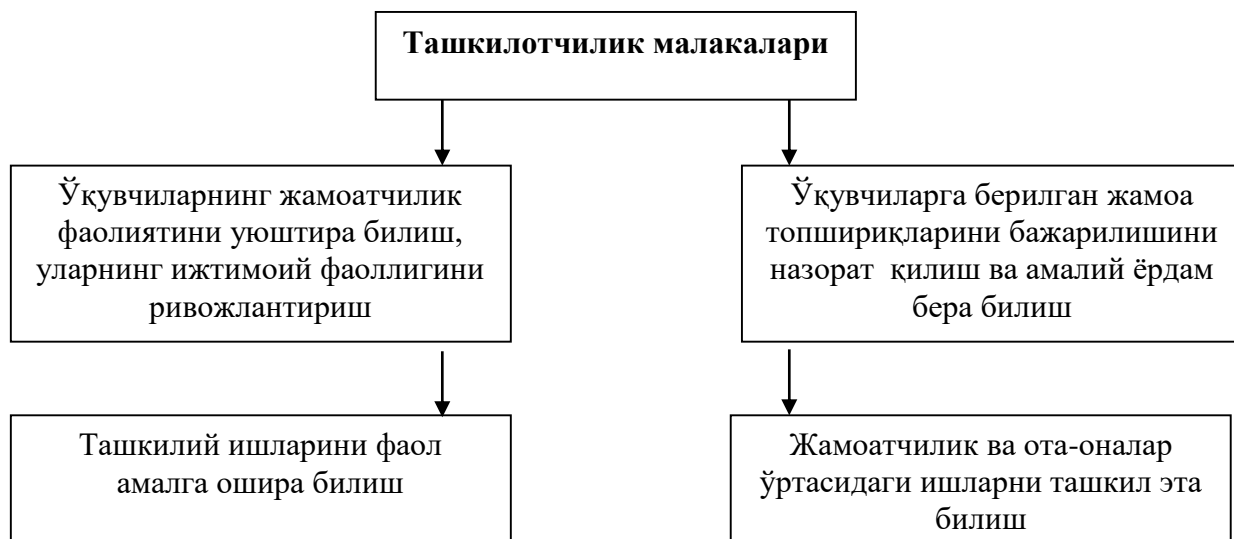 Ташкилотчилик малакалари
Ўқувчиларнинг жамоатчилик
фаолиятини уюштира билиш,
уларнинг ижтимоий фаоллигини
ривожлантириш
Ўқувчиларга берилган жамоа
топшириқларини бажарилишини
назорат қилиш ва амалий ёрдам
бера билиш
Ташкилий ишларини фаол
амалга ошира билиш
Жамоатчилик ва ота-оналар
ўртасидаги ишларни ташкил эта
билиш